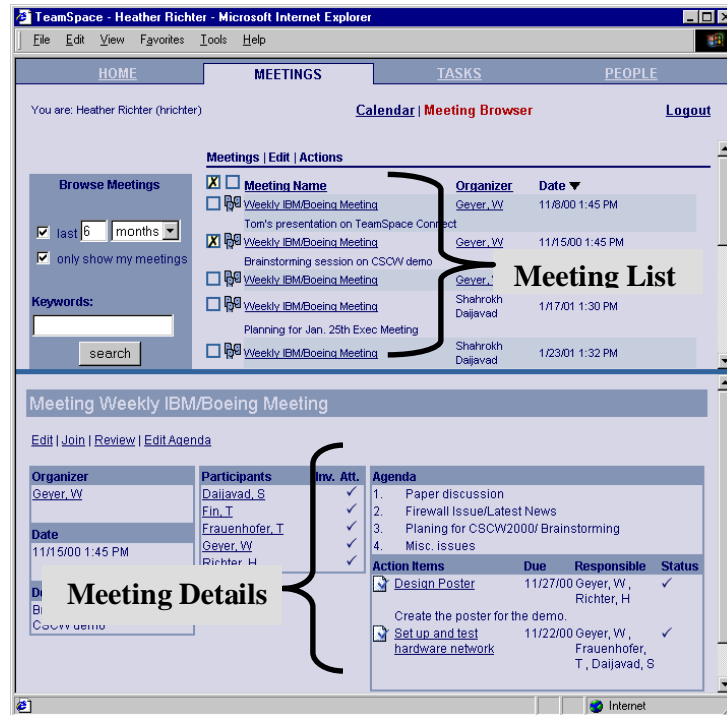 TeamSpace - Heather Richter - Microsoft Internet Explorer
File Edit View Favorites Tools Help
HOME MEETINGS TASKS PEOPLE
You are: Heather Richter (hrichter) Calendar | Meeting Browser Logout
Meetings | Edit | Actions
Browse Meetings
last 6 months
only show my meetings
Keywords:
search
Meeting Name Organizer Date
Weekly IBM/Boeing Meeting Geyer, W 11/8/00 1:45 PM
Tom's presentation on TeamSpace Connect
Weekly IBM/Boeing Meeting Geyer, W 11/15/00 1:45 PM
Brainstorming session on CSCW demo
Weekly IBM/Boeing Meeting Geyer,
Weekly IBM/Boeing Meeting Shahrokh Daijavad 1/17/01 1:30 PM
Planning for Jan. 25th Exec Meeting
Weekly IBM/Boeing Meeting Shahrokh Daijavad 1/23/01 1:32 PM
Meeting List
Meeting Weekly IBM/Boeing Meeting
Edit | Join | Review | Edit Agenda
Organizer
Geyer, W
Date
11/15/00 1:45 PM
CSCW demo
Participants Inv. Att.
Daijavad, S ✓
Fin, T ✓
Frauenhofer, T ✓
Geyer, W ✓
Richter, H ✓
Meeting Details
Agenda
1. Paper discussion
2. Firewall Issue/Latest News
3. Planing for CSCW2000/ Brainstorming
4. Misc. issues
Action Items Due Responsible Status
Design Poster 11/27/00 Geyer, W , ✓
Richter, H
Create the poster for the demo.
Set up and test 11/22/00 Geyer, W , ✓
hardware network Frauenhofer,
T , Daijavad, S
Internet